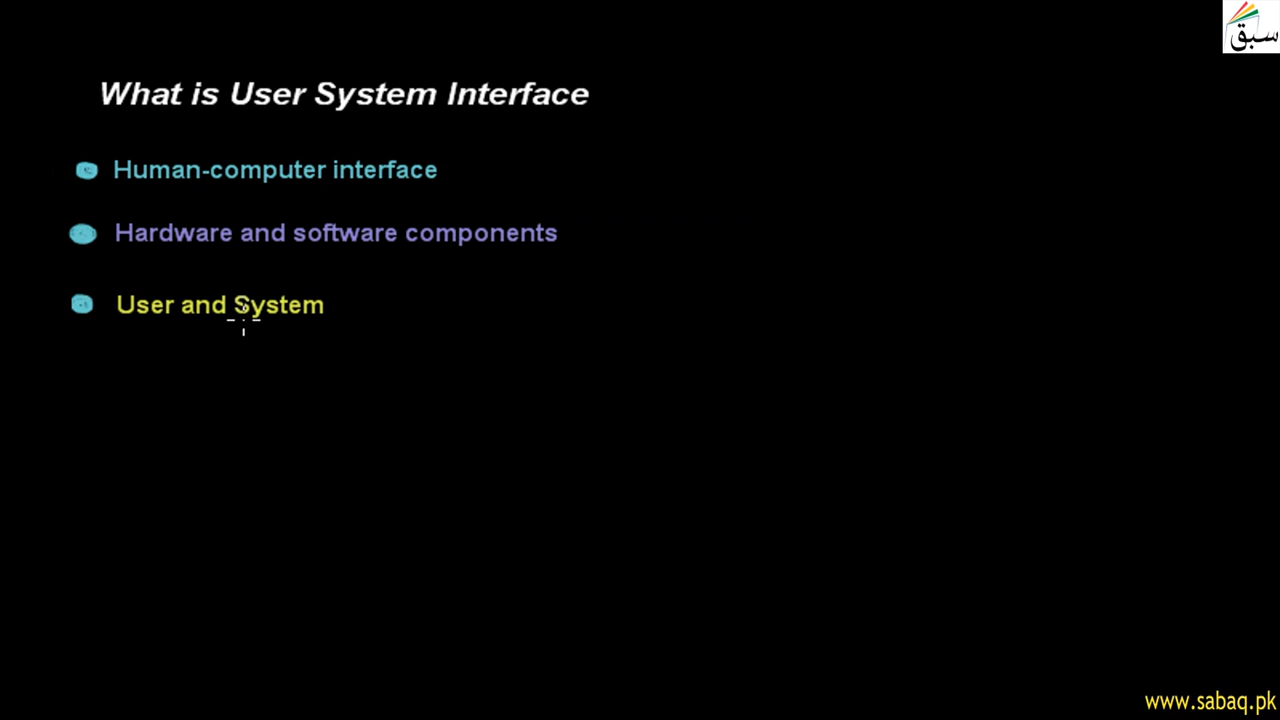 سبق
What is User System Interface
Human-computer interface
Hardware and software components
User and System
www.sabaq.pk